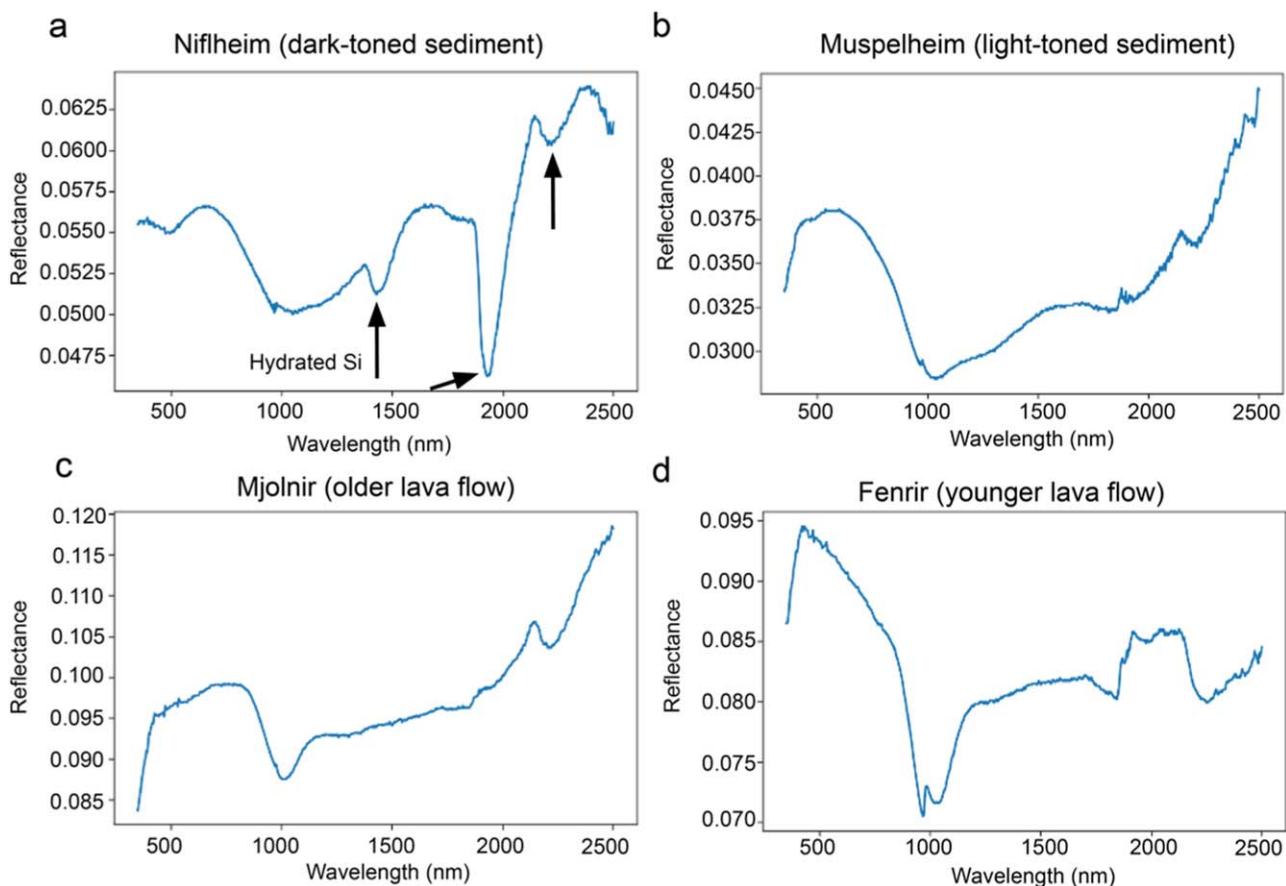 a
Niflheim (dark-toned sediment)
Reflectance
0.0625
0.0600
0.0575
0.0550
0.0525
0.0500
0.0475
Hydrated Si
500 1000 1500 2000 2500
Wavelength (nm)
b
Muspelheim (light-toned sediment)
Reflectance
0.0450
0.0425
0.0400
0.0375
0.0350
0.0325
0.0300
500 1000 1500 2000 2500
Wavelength (nm)
c
Mjolnir (older lava flow)
Reflectance
0.120
0.115
0.110
0.105
0.100
0.095
0.090
0.085
500 1000 1500 2000 2500
Wavelength (nm)
d
Fenrir (younger lava flow)
Reflectance
0.095
0.090
0.085
0.080
0.075
0.070
500 1000 1500 2000 2500
Wavelength (nm)